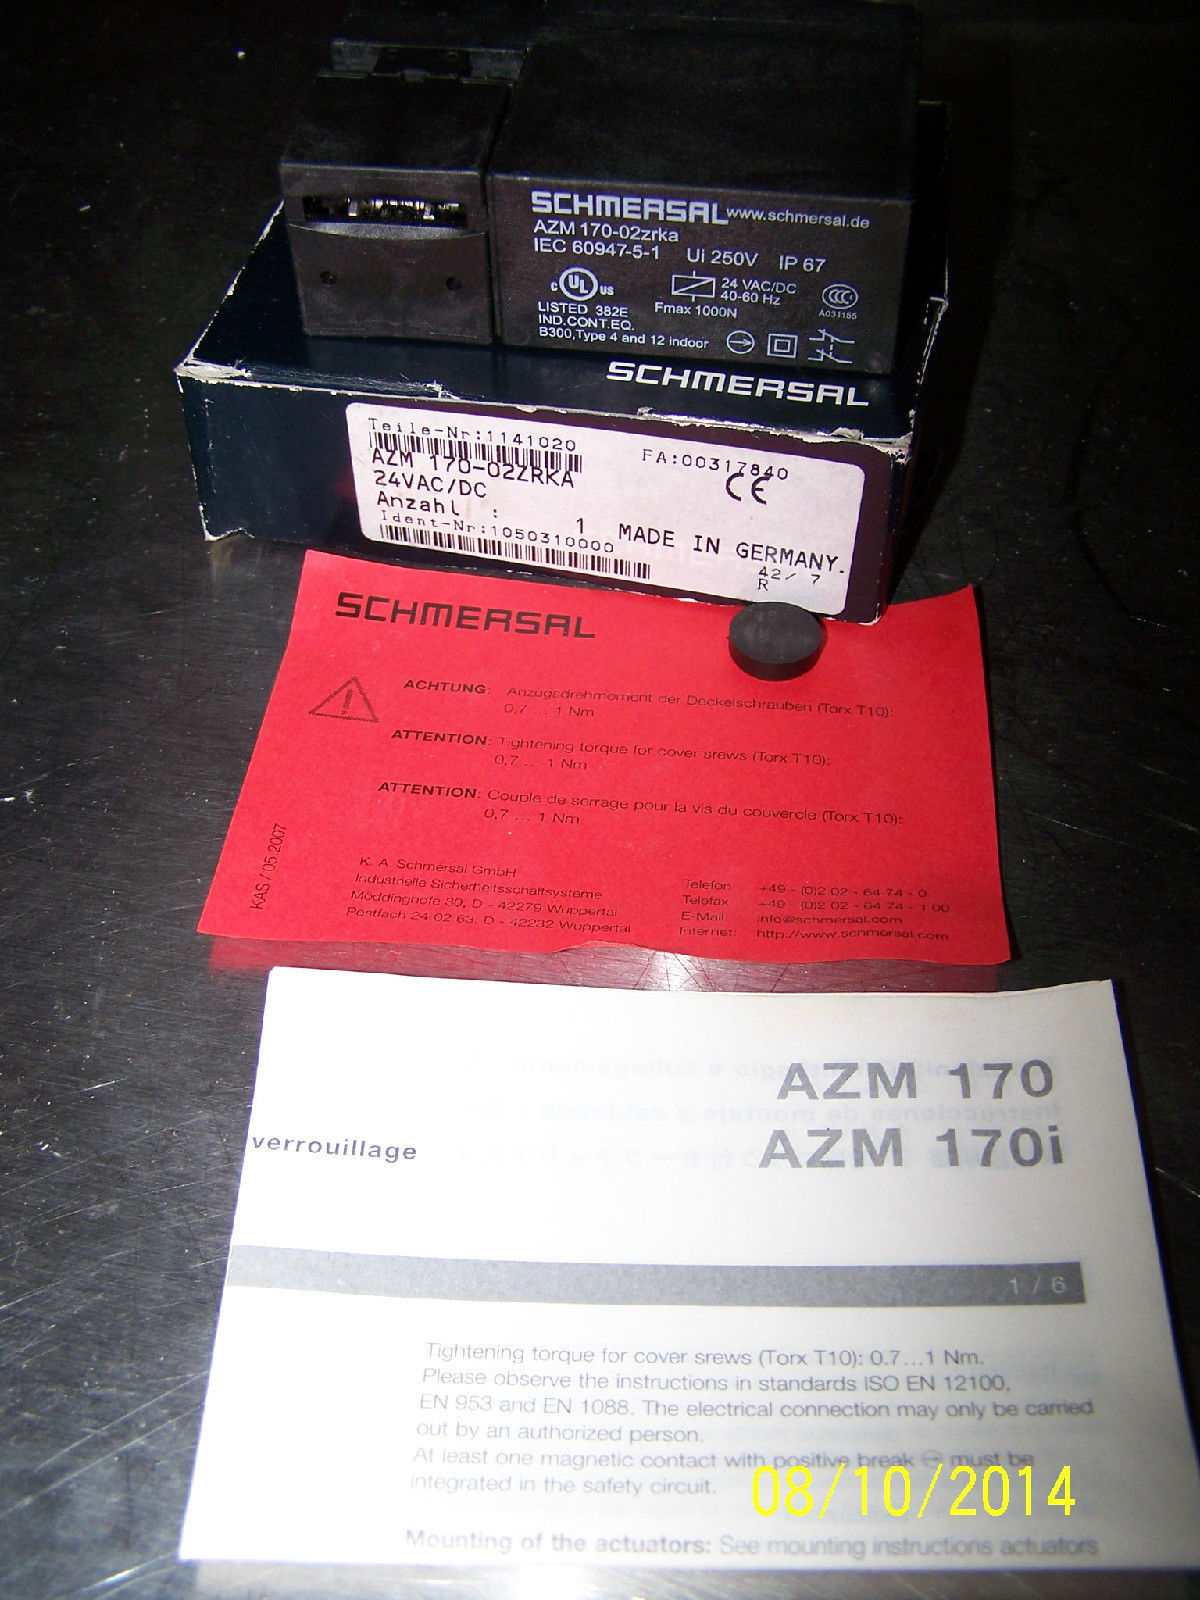 SCHMERSAL www.schmersal.de
AZM 170-02zrka
IEC 60947-5-1 Ui 250V IP 67
c UL us
24 VAC/DC
40-60 Hz
CCC
A031155
LISTED 382E
Fmax 1000N
IND.CONT.EQ.
B300,Type 4 and 12 indoor
SCHMERSAL
Teile-Nr:1141020
FA:00317840
AZM 170-02ZRKA
CE
24VAC/DC
Anzahl : 1
MADE IN GERMANY.
Ident-Nr:1050310000
42/ 7
R
SCHMERSAL
ACHTUNG: Anzugsdrehmoment der Deckelschrauben (Torx T10):
0,7 ... 1 Nm
ATTENTION: Tightening torque for cover srews (Torx T10):
0,7 ... 1 Nm
ATTENTION: Couple de serrage pour la vis du couvercle (Torx T10):
0,7 ... 1 Nm
KAS / 05.2007
K. A. Schmersal GmbH
Industrielle Sicherheitsschaltsysteme
Möddinghofe 30, D - 42279 Wuppertal
Postfach 24 02 63, D - 42232 Wuppertal
Telefon +49 - (0)2 02 - 64 74 - 0
Telefax +49 - (0)2 02 - 64 74 - 1 00
E-Mail: info@schmersal.com
Internet: http://www.schmersal.com
AZM 170
verrouillage AZM 170i
1 / 6
Tightening torque for cover srews (Torx T10): 0.7...1 Nm.
Please observe the instructions in standards ISO EN 12100,
EN 953 and EN 1088. The electrical connection may only be carried
out by an authorized person.
At least one magnetic contact with positive break must be
integrated in the safety circuit.
Mounting of the actuators: See mounting instructions actuators
08/10/2014